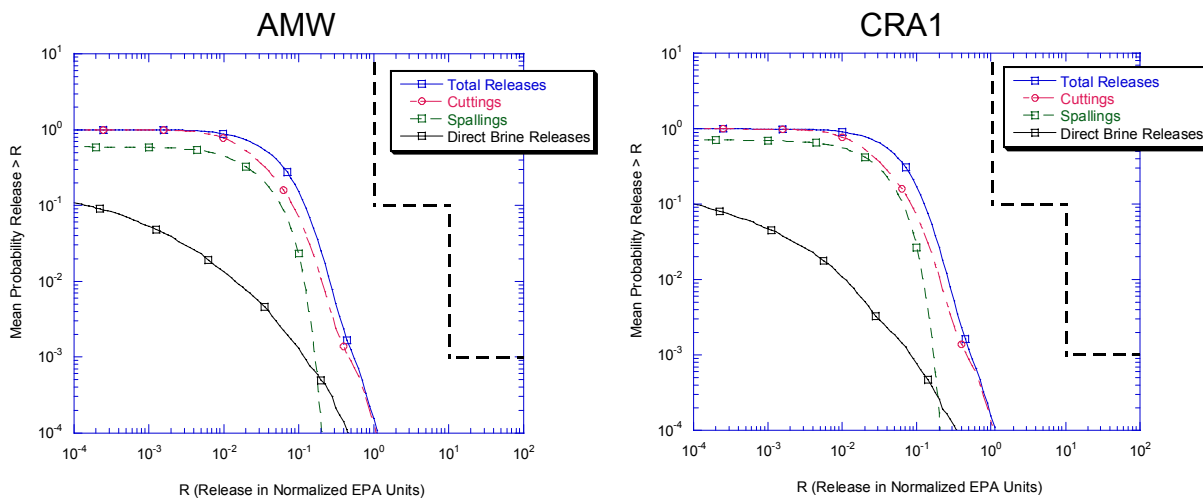 AMW
10¹
10⁰
10⁻¹
10⁻²
10⁻³
10⁻⁴
Mean Probability Release > R
Total Releases
Cuttings
Spallings
Direct Brine Releases
10⁻⁴ 10⁻³ 10⁻² 10⁻¹ 10⁰ 10¹ 10²
R (Release in Normalized EPA Units)
CRA1
10¹
10⁰
10⁻¹
10⁻²
10⁻³
10⁻⁴
Mean Probability Release > R
Total Releases
Cuttings
Spallings
Direct Brine Releases
10⁻⁴ 10⁻³ 10⁻² 10⁻¹ 10⁰ 10¹ 10²
R (Release in Normalized EPA Units)